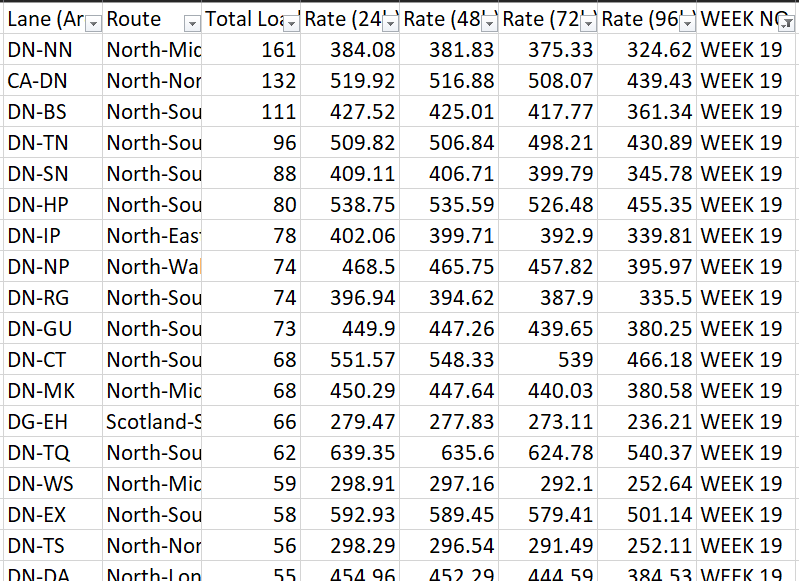 Lane (Ar Route Total Loa Rate (24h) Rate (48h Rate (72h) Rate (96h WEEK NO
DN-NN North-Mid 161 384.08 381.83 375.33 324.62 WEEK 19
CA-DN North-Nor 132 519.92 516.88 508.07 439.43 WEEK 19
DN-BS North-Sou 111 427.52 425.01 417.77 361.34 WEEK 19
DN-TN North-Sou 96 509.82 506.84 498.21 430.89 WEEK 19
DN-SN North-Sou 88 409.11 406.71 399.79 345.78 WEEK 19
DN-HP North-Sou 80 538.75 535.59 526.48 455.35 WEEK 19
DN-IP North-East 78 402.06 399.71 392.9 339.81 WEEK 19
DN-NP North-Wal 74 468.5 465.75 457.82 395.97 WEEK 19
DN-RG North-Sou 74 396.94 394.62 387.9 335.5 WEEK 19
DN-GU North-Sou 73 449.9 447.26 439.65 380.25 WEEK 19
DN-CT North-Sou 68 551.57 548.33 539 466.18 WEEK 19
DN-MK North-Mid 68 450.29 447.64 440.03 380.58 WEEK 19
DG-EH Scotland-S 66 279.47 277.83 273.11 236.21 WEEK 19
DN-TQ North-Sou 62 639.35 635.6 624.78 540.37 WEEK 19
DN-WS North-Mid 59 298.91 297.16 292.1 252.64 WEEK 19
DN-EX North-Sou 58 592.93 589.45 579.41 501.14 WEEK 19
DN-TS North-Nor 56 298.29 296.54 291.49 252.11 WEEK 19
DN-DA North-Lon 55 454.96 452.29 444.59 384.53 WEEK 19